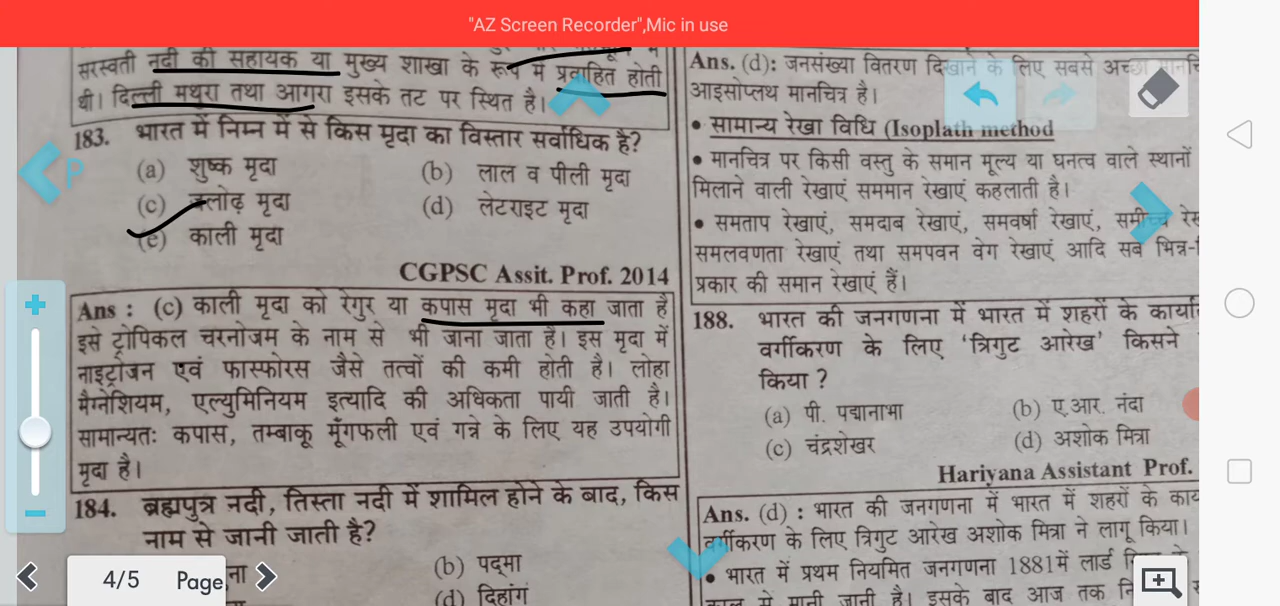 "AZ Screen Recorder",Mic in use
सरस्वती नदी की सहायक या मुख्य शाखा के रूप में प्रवाहित होती
थी। दिल्ली मथुरा तथा आगरा इसके तट पर स्थित है।
183. भारत में निम्न में से किस मृदा का विस्तार सर्वाधिक है?
(a) शुष्क मृदा (b) लाल व पीली मृदा
(c) जलोढ़ मृदा (d) लेटराइट मृदा
(e) काली मृदा
CGPSC Assit. Prof. 2014
Ans : (c) काली मृदा को रेगुर या कपास मृदा भी कहा जाता है
इसे ट्रोपिकल चरनोजम के नाम से भी जाना जाता है। इस मृदा में
नाइट्रोजन एवं फास्फोरस जैसे तत्वों की कमी होती है। लोहा
मैग्नेशियम, एल्युमिनियम इत्यादि की अधिकता पायी जाती है।
सामान्यतः कपास, तम्बाकू मूँगफली एवं गन्ने के लिए यह उपयोगी
मृदा है।
184. ब्रह्मपुत्र नदी, तिस्ता नदी में शामिल होने के बाद, किस
नाम से जानी जाती है?
(b) पद्मा
(d) दिहांग
4/5 Page
Ans. (d): जनसंख्या वितरण दिखाने के लिए सबसे अच्छा
आइसोप्लथ मानचित्र है।
• सामान्य रेखा विधि (Isoplath method
• मानचित्र पर किसी वस्तु के समान मूल्य या घनत्व वाले स्थानों
मिलाने वाली रेखाएं सममान रेखाएं कहलाती है।
• समताप रेखाएं, समदाब रेखाएं, समवर्षा रेखाएं,
समलवणता रेखाएं तथा समपवन वेग रेखाएं आदि सब
प्रकार की समान रेखाएं हैं।
188. भारत की जनगणना में भारत में शहरों के
वर्गीकरण के लिए 'त्रिगुट आरेख' किसने
किया ?
(a) पी. पद्मानाभा (b) ए.आर. नंदा
(c) चंद्रशेखर (d) अशोक मित्रा
Hariyana Assistant Prof.
Ans. (d) : भारत की जनगणना में भारत में शहरों के
वर्गीकरण के लिए त्रिगुट आरेख अशोक मित्रा ने लागू किया।
• भारत में प्रथम नियमित जनगणना 1881में लार्ड
काल में मानी जाती है। इसके बाद आज तक